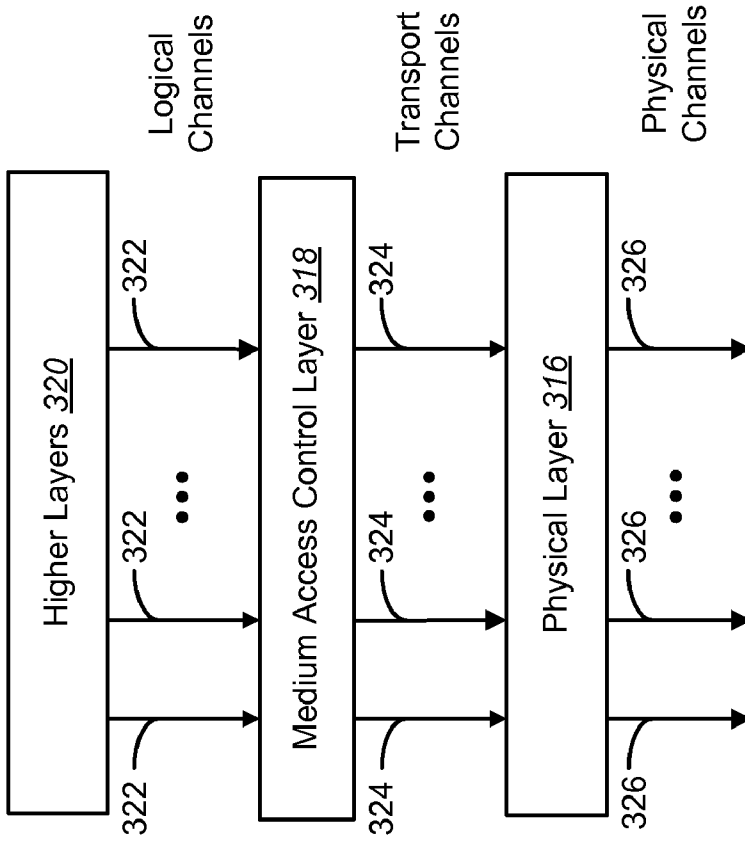 Higher Layers 320
322
322
322
Logical
Channels
Medium Access Control Layer 318
324
324
324
Transport
Channels
Physical Layer 316
326
326
326
Physical
Channels